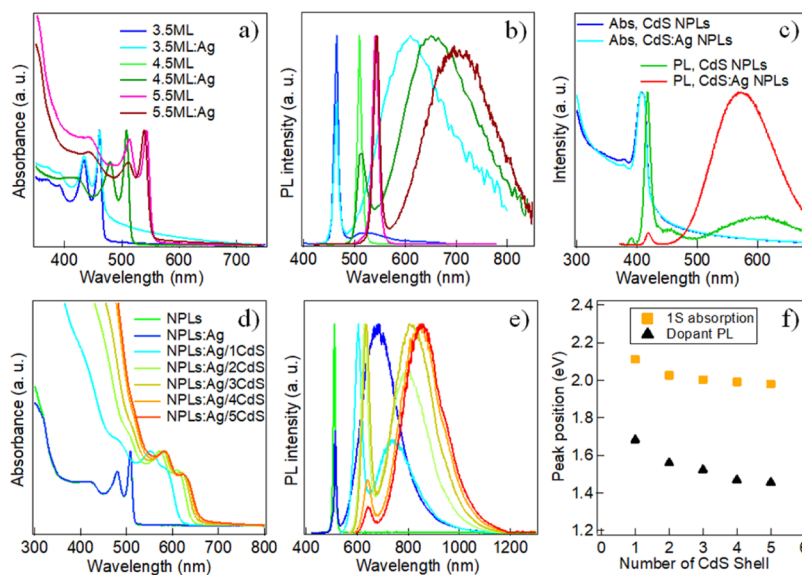 a)
3.5ML
3.5ML:Ag
4.5ML
4.5ML:Ag
5.5ML
5.5ML:Ag
Absorbance (a. u.)
400 500 600 700
Wavelength (nm)
b)
PL intensity (a. u.)
400 500 600 700 800
Wavelength (nm)
c)
Abs, CdS NPLs
Abs, CdS:Ag NPLs
PL, CdS NPLs
PL, CdS:Ag NPLs
Intensity (a. u.)
300 400 500 600
Wavelength (nm)
d)
NPLs
NPLs:Ag
NPLs:Ag/1CdS
NPLs:Ag/2CdS
NPLs:Ag/3CdS
NPLs:Ag/4CdS
NPLs:Ag/5CdS
Absorbance (a. u.)
300 400 500 600 700 800
Wavelength (nm)
e)
PL intensity (a. u.)
400 600 800 1000 1200
Wavelength (nm)
f)
1S absorption
Dopant PL
Peak position (eV)
2.4
2.2
2.0
1.8
1.6
1.4
1.2
0 1 2 3 4 5 6
Number of CdS Shell